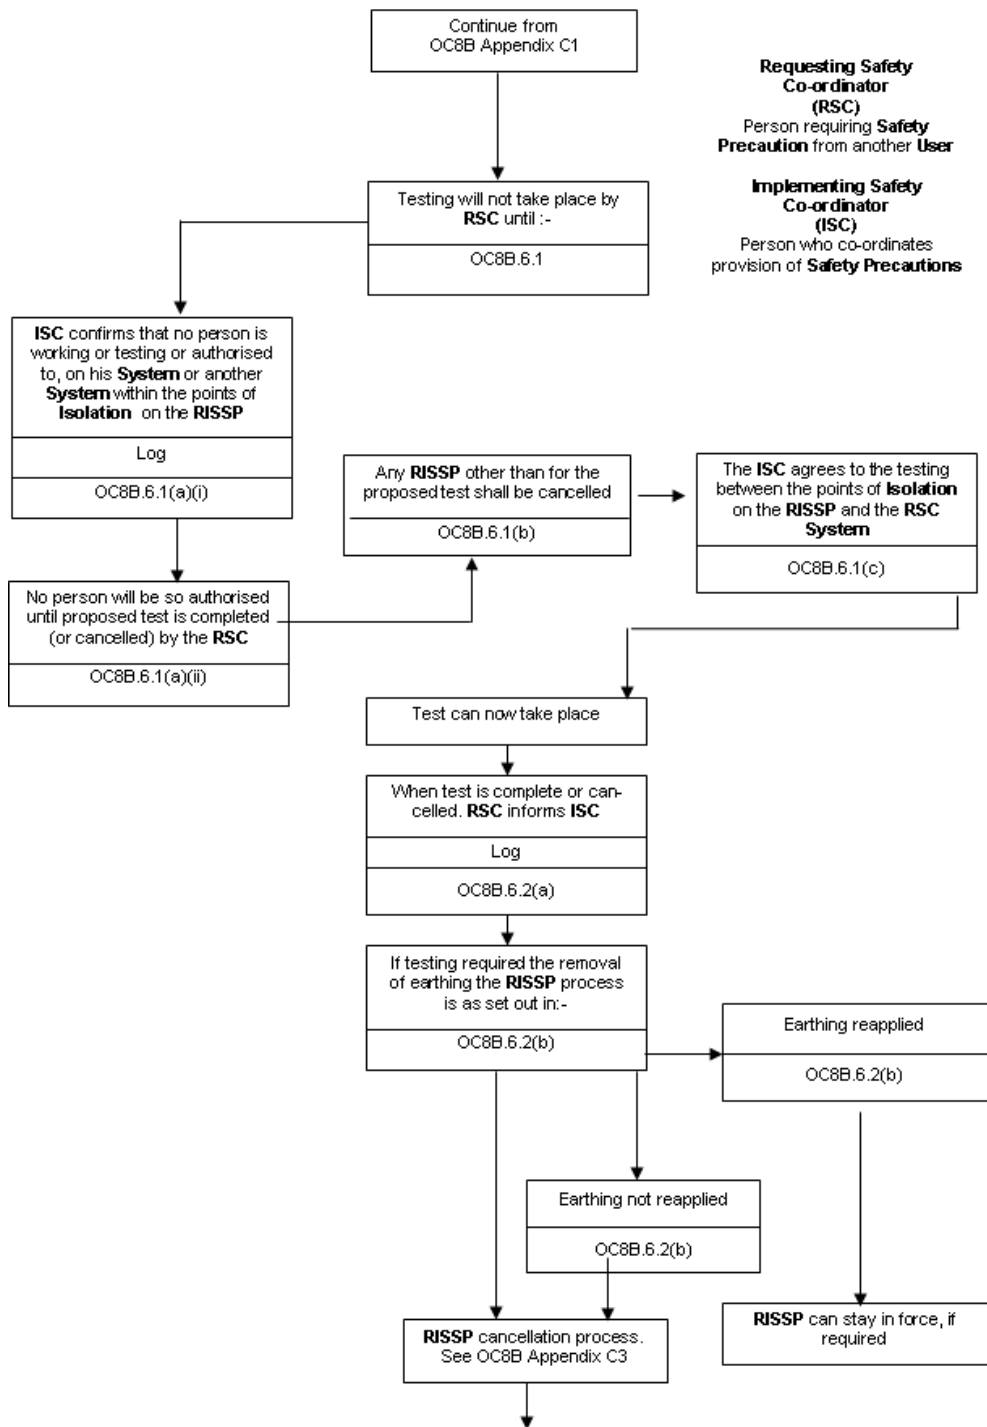 Continue from
OC8B Appendix C1
Requesting Safety
Co-ordinator
(RSC)
Person requiring Safety
Precaution from another User
Implementing Safety
Co-ordinator
(ISC)
Person who co-ordinates
provision of Safety Precautions
Testing will not take place by
RSC until :-
OC8B.6.1
ISC confirms that no person is
working or testing or authorised
to, on his System or another
System within the points of
Isolation on the RISSP
Log
OC8B.6.1(a)(i)
No person will be so authorised
until proposed test is completed
(or cancelled) by the RSC
OC8B.6.1(a)(ii)
Any RISSP other than for the
proposed test shall be cancelled
OC8B.6.1(b)
The ISC agrees to the testing
between the points of Isolation
on the RISSP and the RSC
System
OC8B.6.1(c)
Test can now take place
When test is complete or can-
celled. RSC informs ISC
Log
OC8B.6.2(a)
If testing required the removal
of earthing the RISSP process
is as set out in:-
OC8B.6.2(b)
Earthing reapplied
OC8B.6.2(b)
Earthing not reapplied
OC8B.6.2(b)
RISSP cancellation process.
See OC8B Appendix C3
RISSP can stay in force, if
required